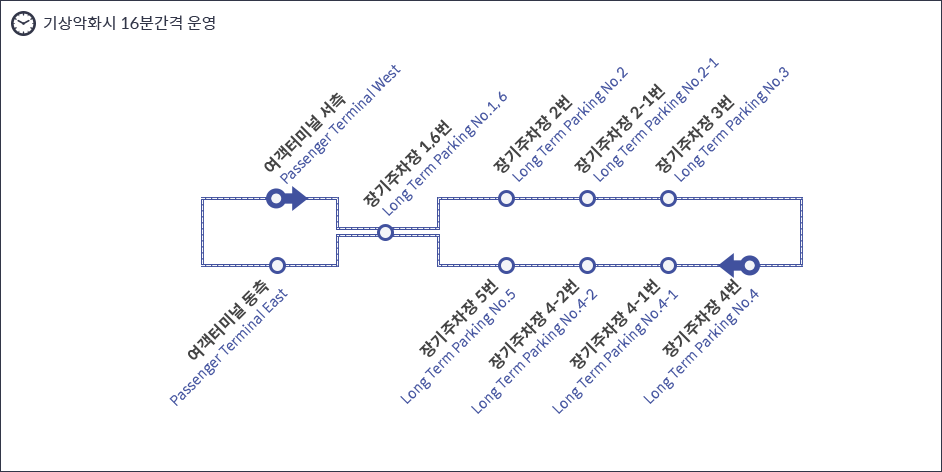 기상악화시 16분간격 운영
여객터미널 서측
Passenger Terminal West
장기주차장 1,6번
Long Term Parking No.1, 6
장기주차장 2번
Long Term Parking No.2
장기주차장 2-1번
Long Term Parking No.2-1
장기주차장 3번
Long Term Parking No.3
여객터미널 동측
Passenger Terminal East
장기주차장 5번
Long Term Parking No.5
장기주차장 4-2번
Long Term Parking No.4-2
장기주차장 4-1번
Long Term Parking No.4-1
장기주차장 4번
Long Term Parking No.4